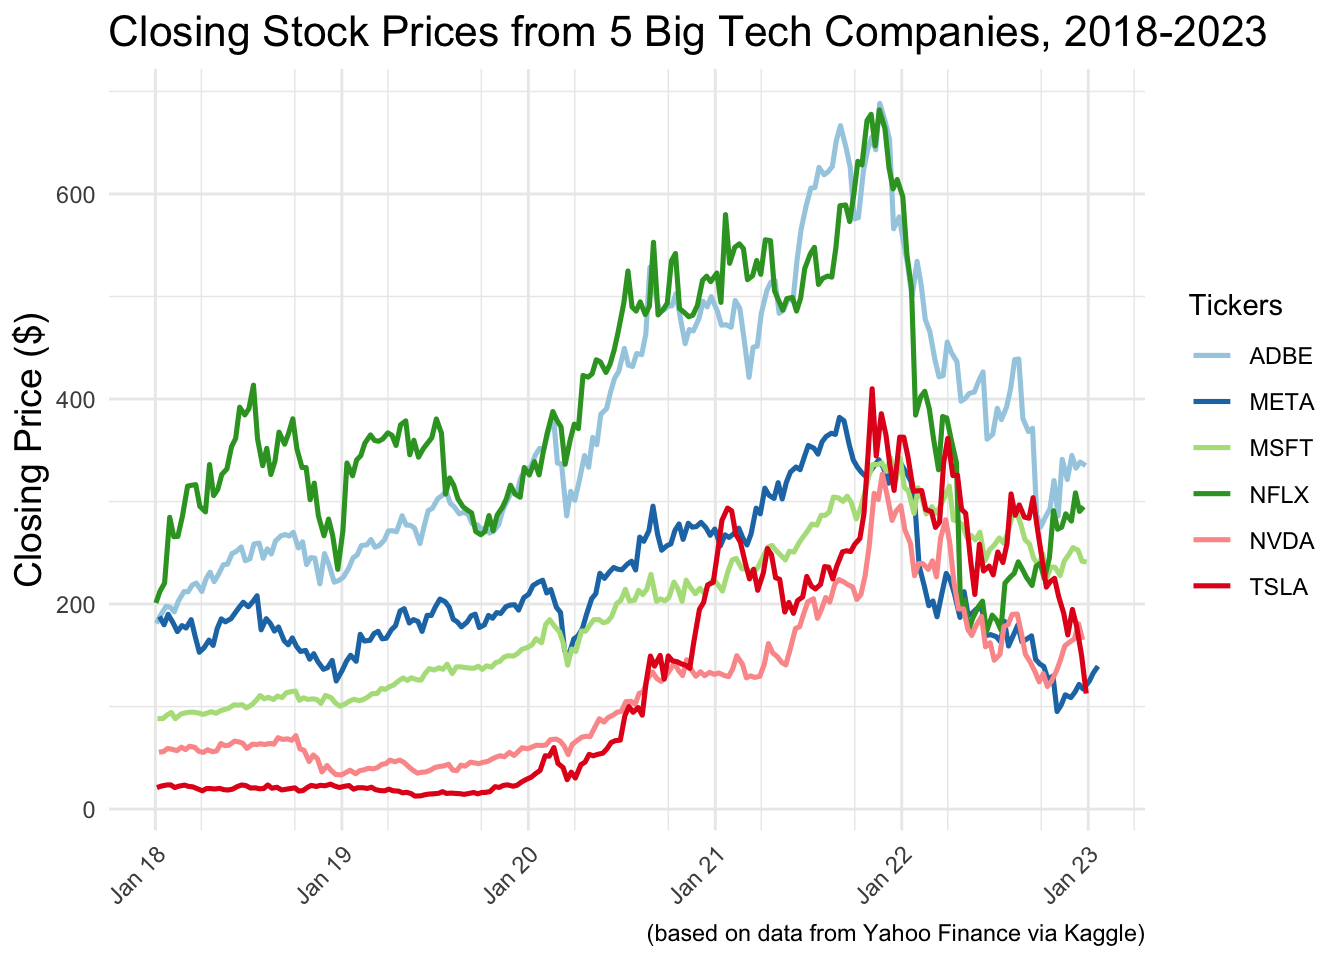 Closing Stock Prices from 5 Big Tech Companies, 2018-2023
Closing Price ($)
600
400
200
0
Jan 18
Jan 19
Jan 20
Jan 21
Jan 22
Jan 23
Tickers
ADBE
META
MSFT
NFLX
NVDA
TSLA
(based on data from Yahoo Finance via Kaggle)